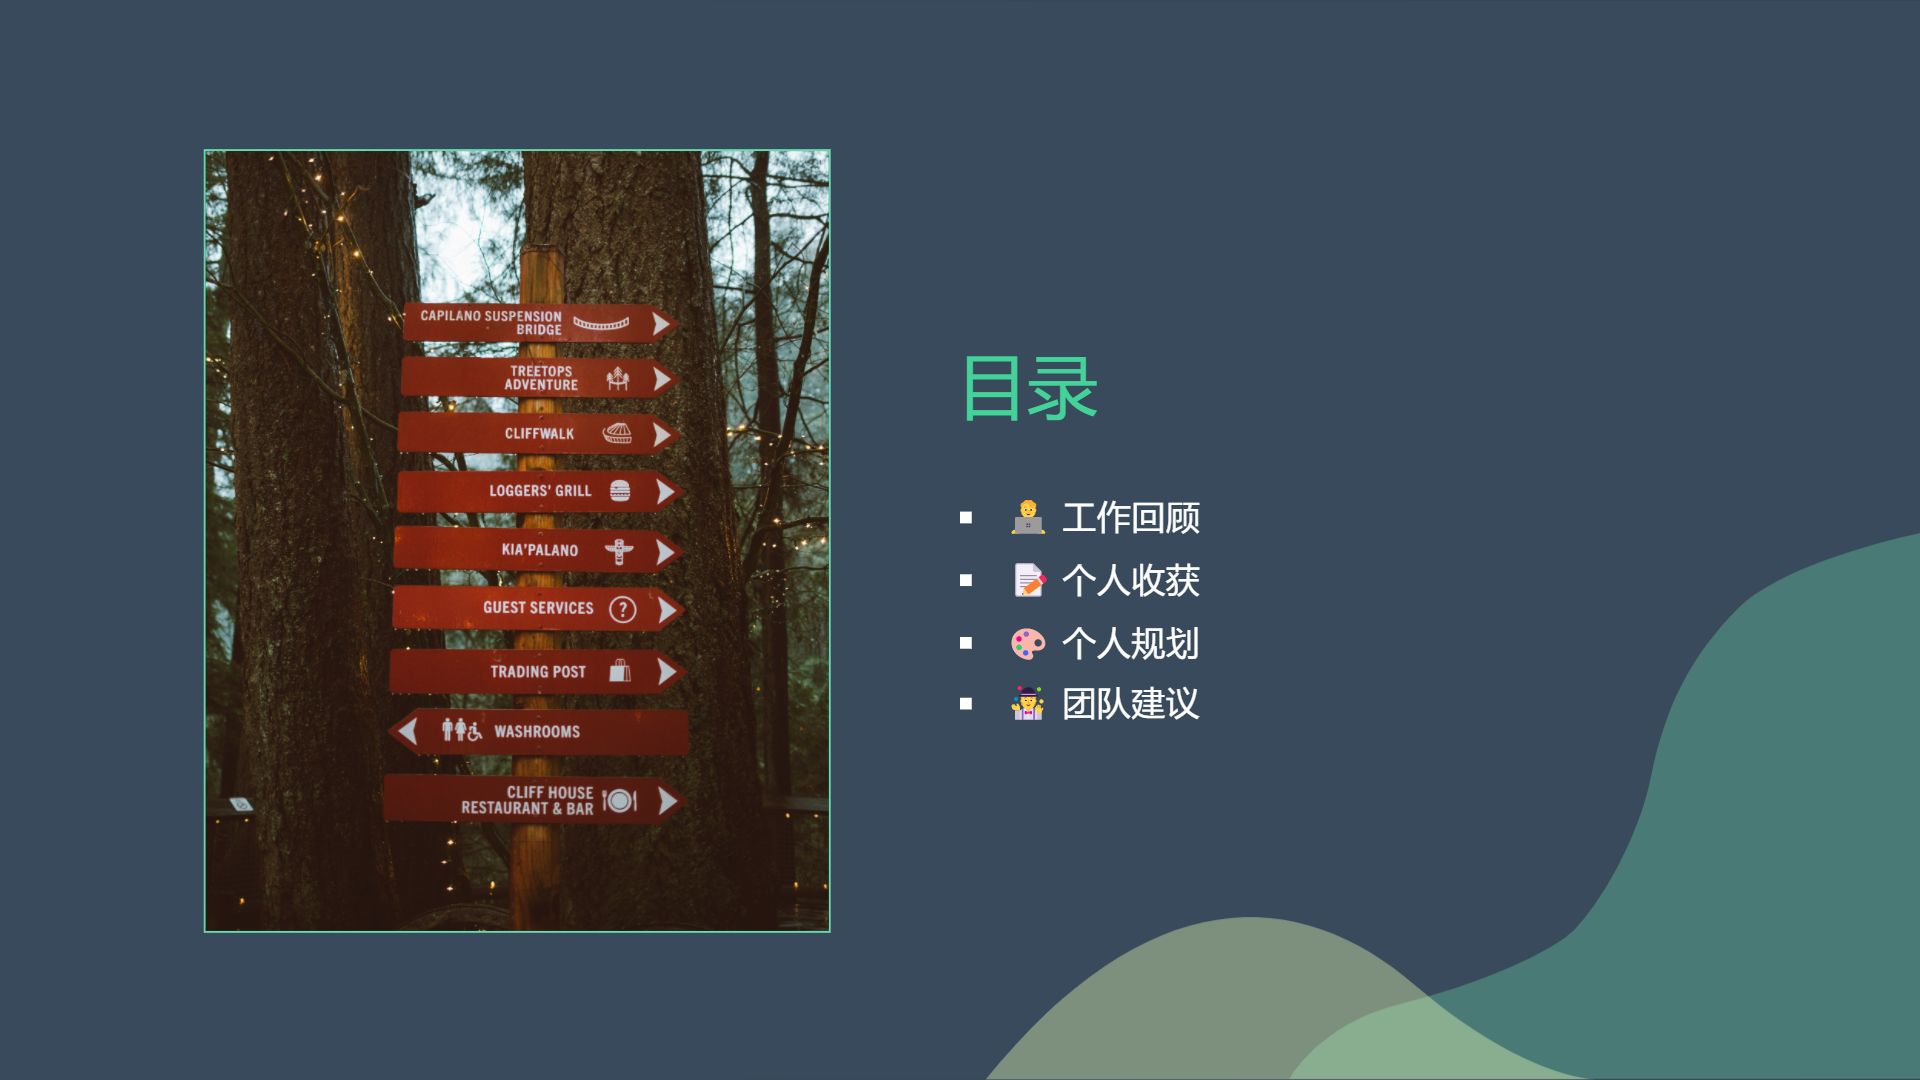 CAPILANO SUSPENSION
BRIDGE
TREETOPS
ADVENTURE
CLIFFWALK
LOGGERS' GRILL
KIA'PALANO
GUEST SERVICES
?
TRADING POST
WASHROOMS
CLIFF HOUSE
RESTAURANT & BAR
目录
工作回顾
个人收获
个人规划
团队建议